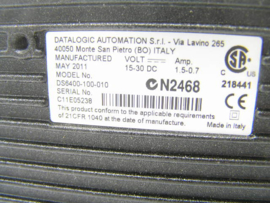 DATALOGIC AUTOMATION S.r.l. - Via Lavino 265
40050 Monte San Pietro (BO) ITALY
MANUFACTURED VOLT Amp.
MAY 2011 15-30 DC 1.5-0.7
MODEL No.
DS6400-100-010 N2468 218441
SERIAL No.
C11E05238 Made in Italy
This product conforms to the applicable requirements
of 21CFR 1040 at the date of manufacture.